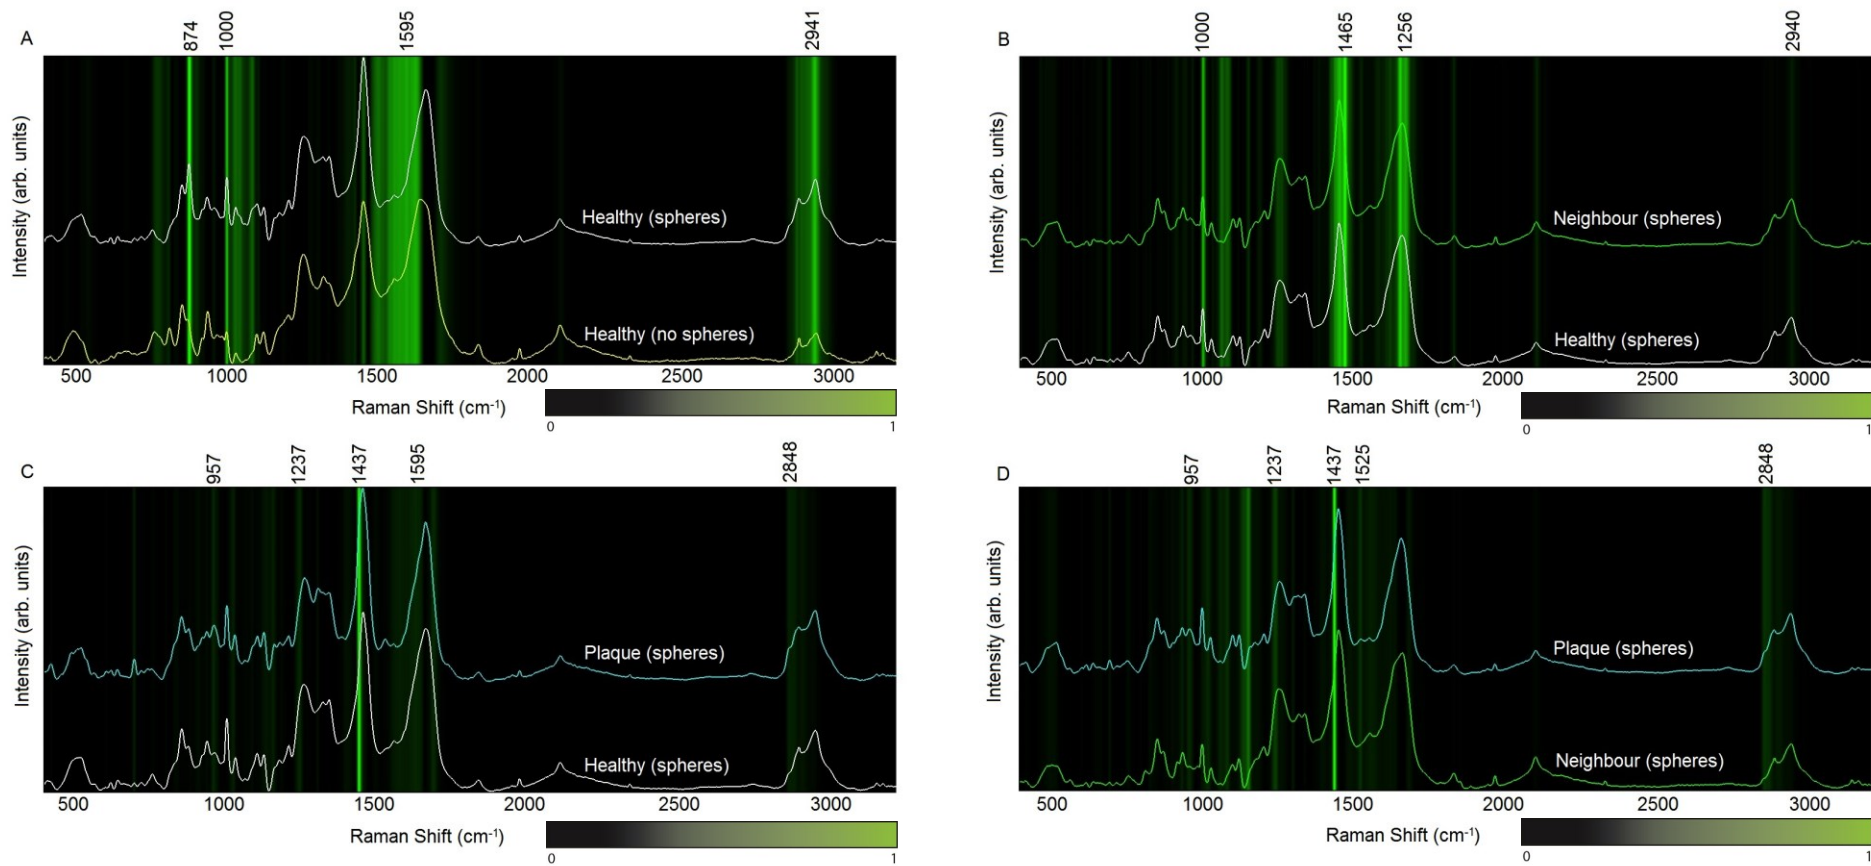 A
874
1000
1595
2941
Intensity (arb. units)
Healthy (spheres)
Healthy (no spheres)
500 1000 1500 2000 2500 3000
Raman Shift (cm⁻¹)
0 1
B
1000
1465
1256
2940
Intensity (arb. units)
Neighbour (spheres)
Healthy (spheres)
500 1000 1500 2000 2500 3000
Raman Shift (cm⁻¹)
0 1
C
957
1237
1437
1595
2848
Intensity (arb. units)
Plaque (spheres)
Healthy (spheres)
500 1000 1500 2000 2500 3000
Raman Shift (cm⁻¹)
0 1
D
957
1237
1437
1525
2848
Intensity (arb. units)
Plaque (spheres)
Neighbour (spheres)
500 1000 1500 2000 2500 3000
Raman Shift (cm⁻¹)
0 1